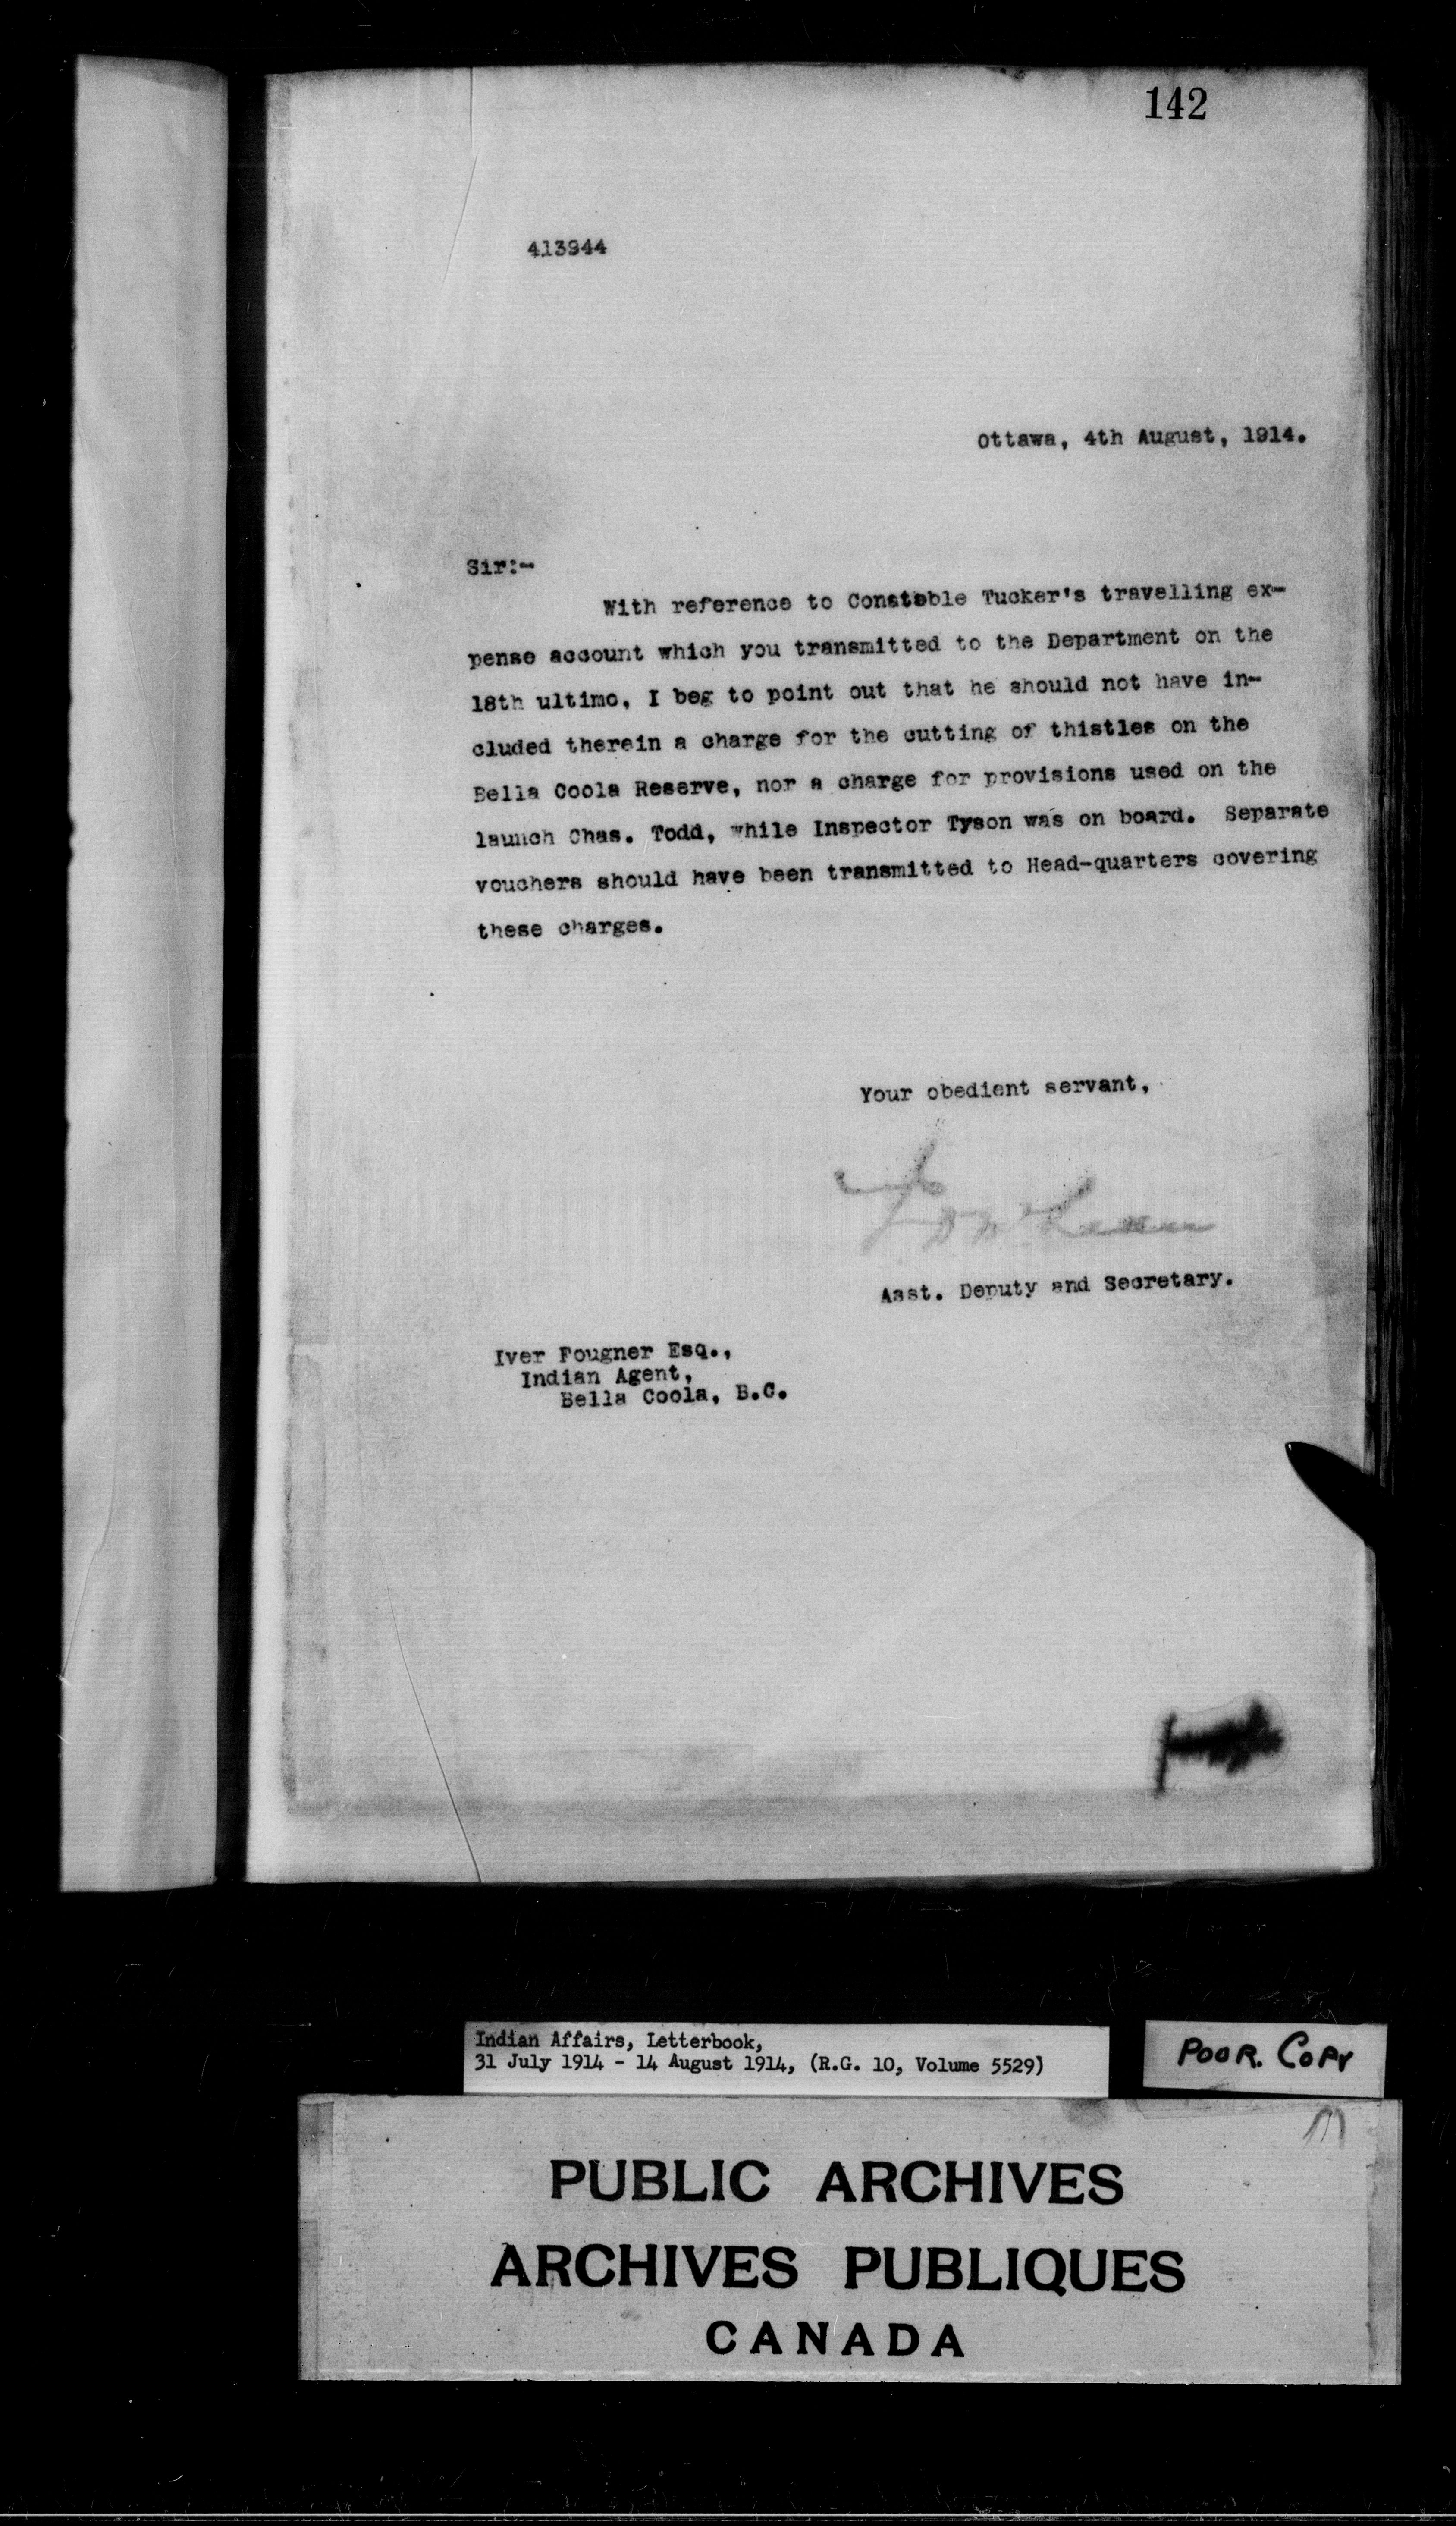 142
413944
Ottawa, 4th August, 1914.
Sir:-
With reference to Constable Tucker's travelling ex-
pense account which you transmitted to the Department on the
18th ultimo, I beg to point out that he should not have in-
cluded therein a charge for the cutting of thistles on the
Bella Coola Reserve, nor a charge for provisions used on the
launch Chas. Todd, while Inspector Tyson was on board. Separate
vouchers should have been transmitted to Head-quarters covering
these charges.
Your obedient servant,
Asst. Deputy and Secretary.
Iver Fougner Esq.,
Indian Agent,
Bella Coola, B.C.
Indian Affairs, Letterbook,
31 July 1914 - 14 August 1914, (R.G. 10, Volume 5529)
POOR. COPY
PUBLIC ARCHIVES
ARCHIVES PUBLIQUES
CANADA